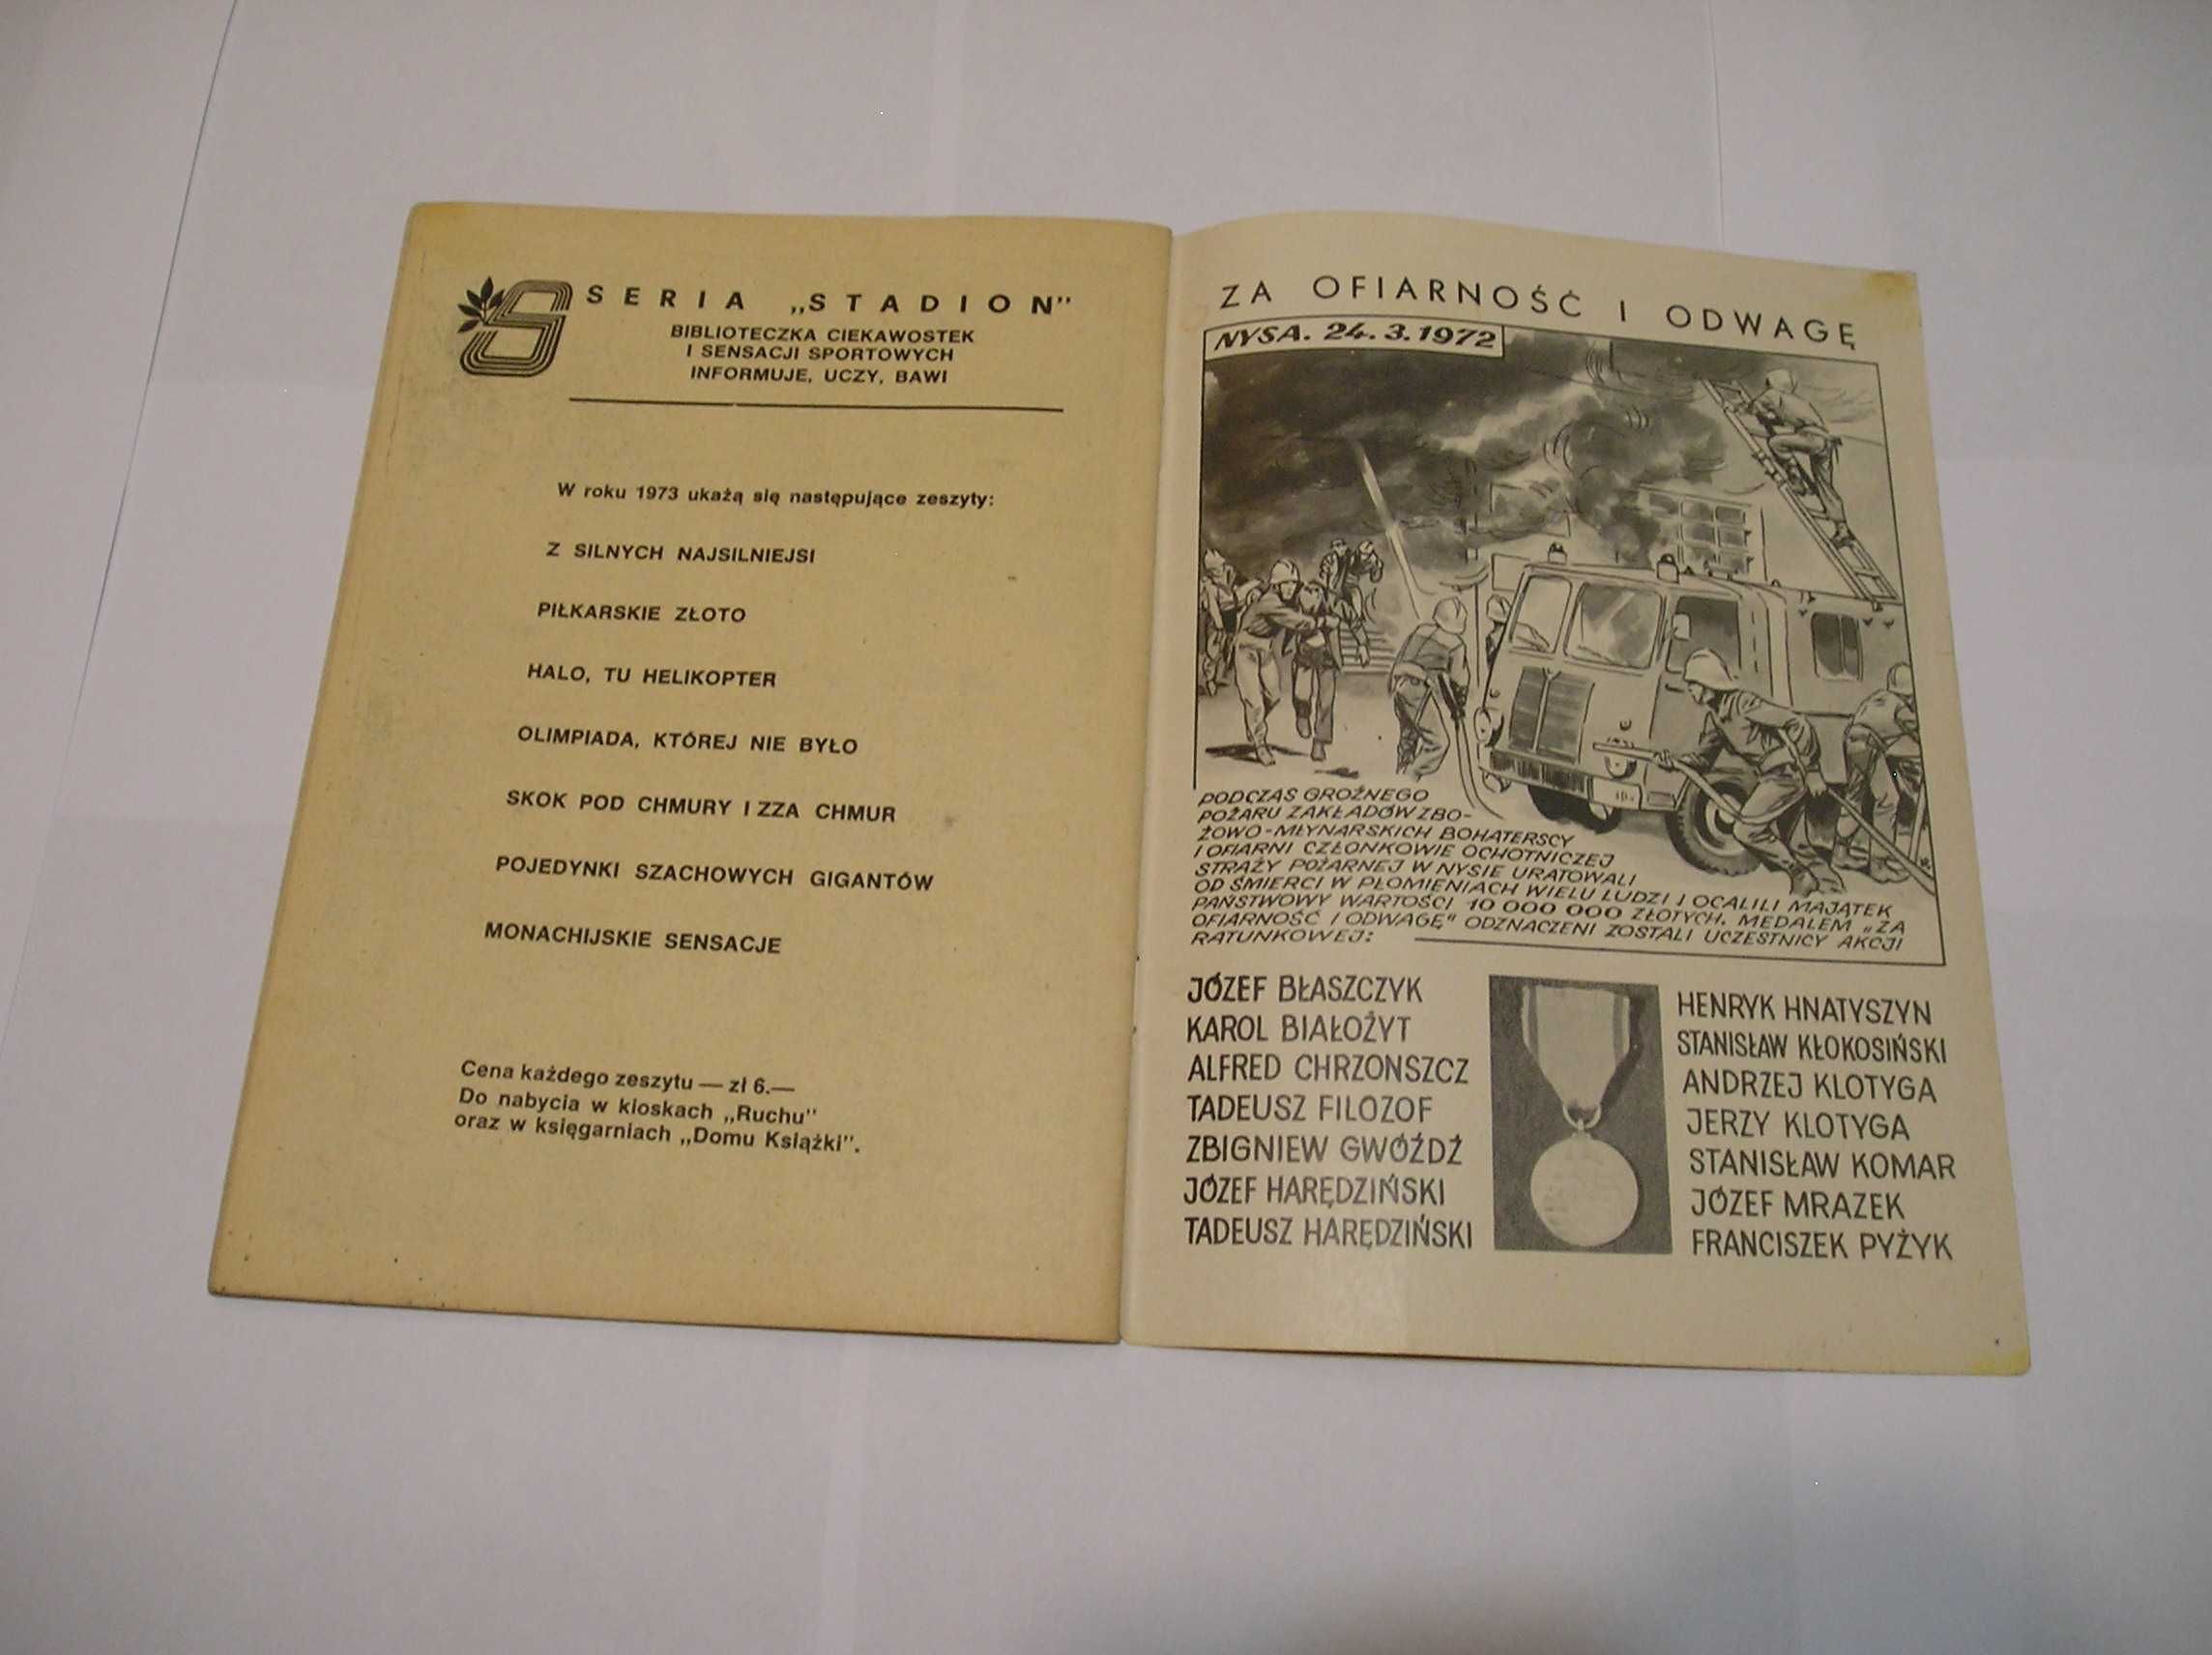 SERIA „STADION”
BIBLIOTECZKA CIEKAWOSTEK
I SENSACJI SPORTOWYCH
INFORMUJE, UCZY, BAWI
W roku 1973 ukażą się następujące zeszyty:
Z SILNYCH NAJSILNIEJSI
PIŁKARSKIE ZŁOTO
HALO, TU HELIKOPTER
OLIMPIADA, KTÓREJ NIE BYŁO
SKOK POD CHMURY I ZZA CHMUR
POJEDYNKI SZACHOWYCH GIGANTÓW
MONACHIJSKIE SENSACJE
Cena każdego zeszytu — zł 6.—
Do nabycia w kioskach „Ruchu”
oraz w księgarniach „Domu Książki”.
ZA OFIARNOŚĆ I ODWAGĘ
NYSA. 24.3.1972
PODCZAS GROŹNEGO
POŻARU ZAKŁADÓW ZBO-
ŻOWO-MŁYNARSKICH BOHATERSCY
I OFIARNI CZŁONKOWIE OCHOTNICZEJ
STRAŻY POŻARNEJ W NYSIE URATOWALI
OD ŚMIERCI W PŁOMIENIACH WIELU LUDZI I OCALILI MAJĄTEK
PAŃSTWOWY WARTOŚCI 10 000 000 ZŁOTYCH. MEDALEM „ZA
OFIARNOŚĆ I ODWAGĘ” ODZNACZENI ZOSTALI UCZESTNICY AKCJI
RATUNKOWEJ:
JÓZEF BŁASZCZYK
KAROL BIAŁOŻYT
ALFRED CHRZONSZCZ
TADEUSZ FILOZOF
ZBIGNIEW GWÓŹDŹ
JÓZEF HARĘDZIŃSKI
TADEUSZ HARĘDZIŃSKI
HENRYK HNATYSZYN
STANISŁAW KŁOKOSIŃSKI
ANDRZEJ KLOTYGA
JERZY KLOTYGA
STANISŁAW KOMAR
JÓZEF MRAZEK
FRANCISZEK PYŻYK